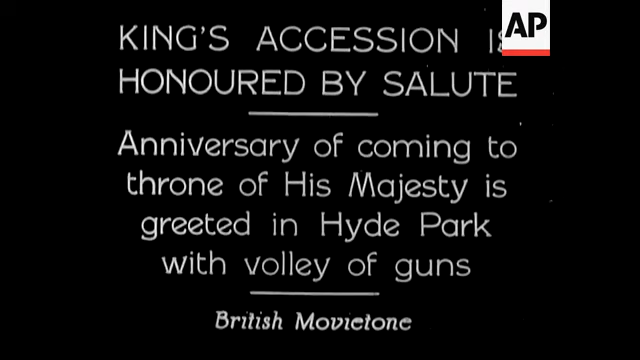 AP
KING'S ACCESSION IS
HONOURED BY SALUTE
Anniversary of coming to
throne of His Majesty is
greeted in Hyde Park
with volley of guns
British Movietone